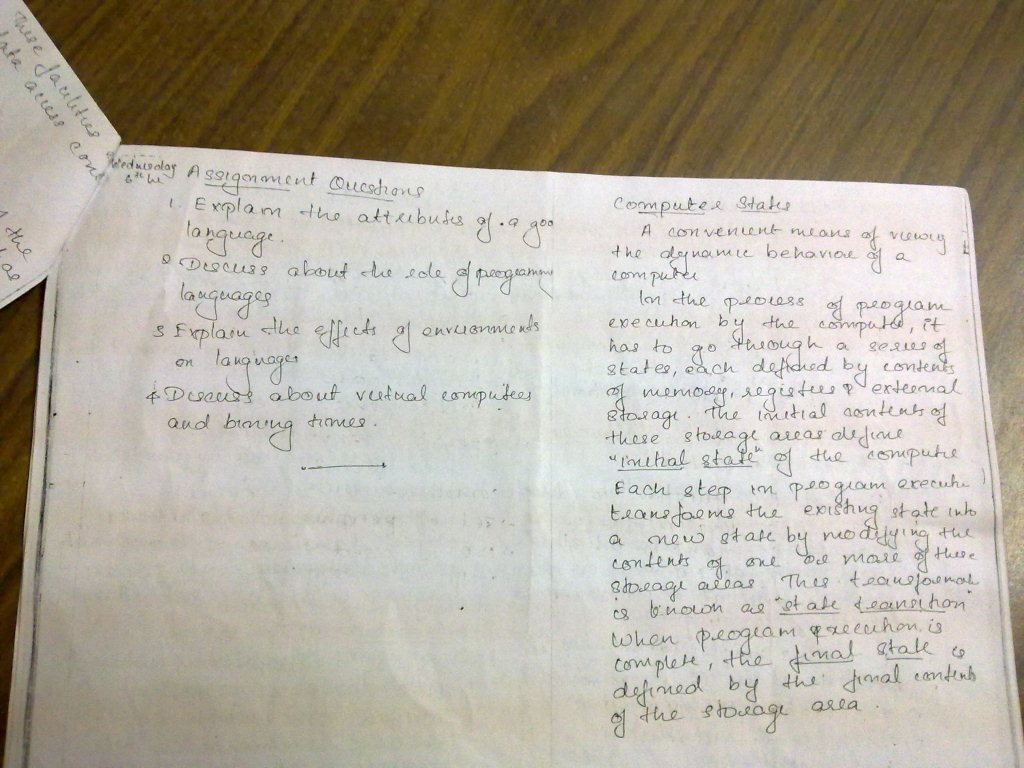 These facilities
data access con
the
Wednesday
6th hr
Assignment Questions
1. Explain the attributes of a goo
language.
2 Discuss about the role of programming
languages
3 Explain the effects of environments
on languages
4 Discuss about virtual computers
and bining times.
Computer State
A convenient means of viewing
the dynamic behavior of a
computer
In the process of program
execution by the computer, it
has to go through a series of
states, each defined by contents
of memory, registers & external
storage. The initial contents of
these storage areas define
"initial state" of the compute
Each step in program executi
transforms the existing state into
a new state by modifying the
contents of one or more of these
storage areas This transformat
is known as "state transition"
When program execution is
complete, the final state is
defined by the final contents
of the storage area.